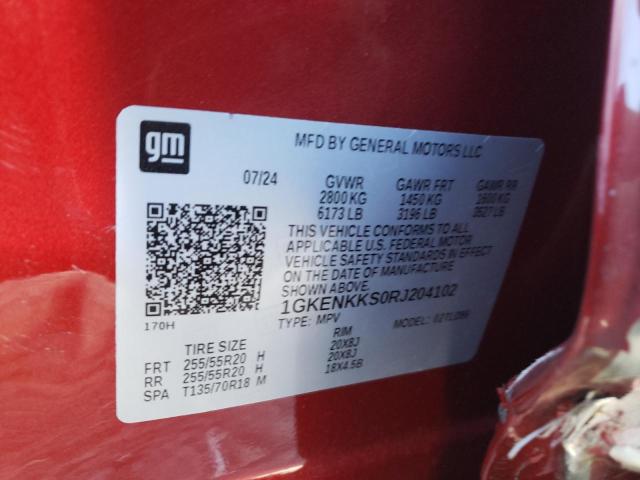 gm
MFD BY GENERAL MOTORS LLC
07/24 GVWR GAWR FRT GAWR RR
2800 KG 1450 KG 1600 KG
6173 LB 3196 LB 3527 LB
THIS VEHICLE CONFORMS TO ALL
APPLICABLE U.S. FEDERAL MOTOR
VEHICLE SAFETY STANDARDS IN EFFECT
ON THE DATE OF MANUFACTURE
SHOWN ABOVE.
1GKENKKS0RJ204102
TYPE: MPV MODEL:
170H
TIRE SIZE RIM
FRT 255/55R20 H 20X8J
RR 255/55R20 H 20X8J
SPA T135/70R18 M 18X4.5B